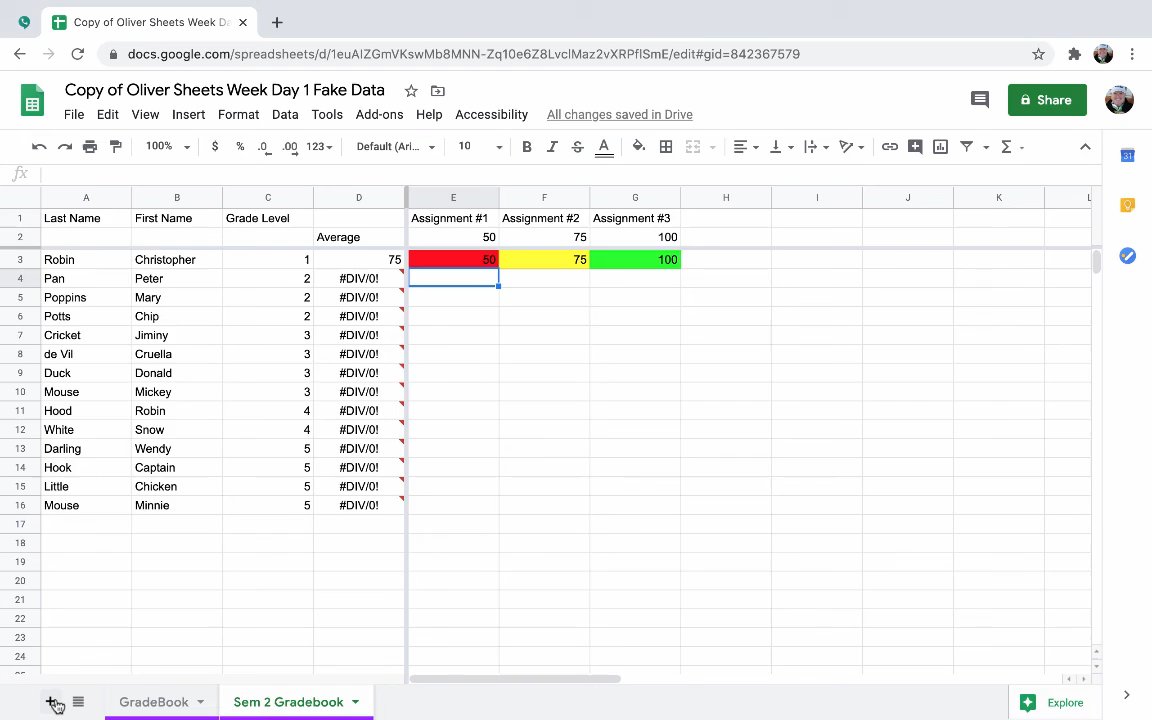 Copy of Oliver Sheets Week Da
docs.google.com/spreadsheets/d/1euAIZGmVKswMb8MNN-Zq10e6Z8LvclMaz2vXRPflSmE/edit#gid=842367579
Copy of Oliver Sheets Week Day 1 Fake Data
Share
File Edit View Insert Format Data Tools Add-ons Help Accessibility All changes saved in Drive
100% $ % .0 .00 123 Default (Ari... 10 B I S A Σ
fx
31
A B C D E F G H I J K L
1 Last Name First Name Grade Level Assignment #1 Assignment #2 Assignment #3
2 Average 50 75 100
3 Robin Christopher 1 75 50 75 100
4 Pan Peter 2 #DIV/0!
5 Poppins Mary 2 #DIV/0!
6 Potts Chip 2 #DIV/0!
7 Cricket Jiminy 3 #DIV/0!
8 de Vil Cruella 3 #DIV/0!
9 Duck Donald 3 #DIV/0!
10 Mouse Mickey 3 #DIV/0!
11 Hood Robin 4 #DIV/0!
12 White Snow 4 #DIV/0!
13 Darling Wendy 5 #DIV/0!
14 Hook Captain 5 #DIV/0!
15 Little Chicken 5 #DIV/0!
16 Mouse Minnie 5 #DIV/0!
17
18
19
20
21
22
23
24
GradeBook Sem 2 Gradebook Explore